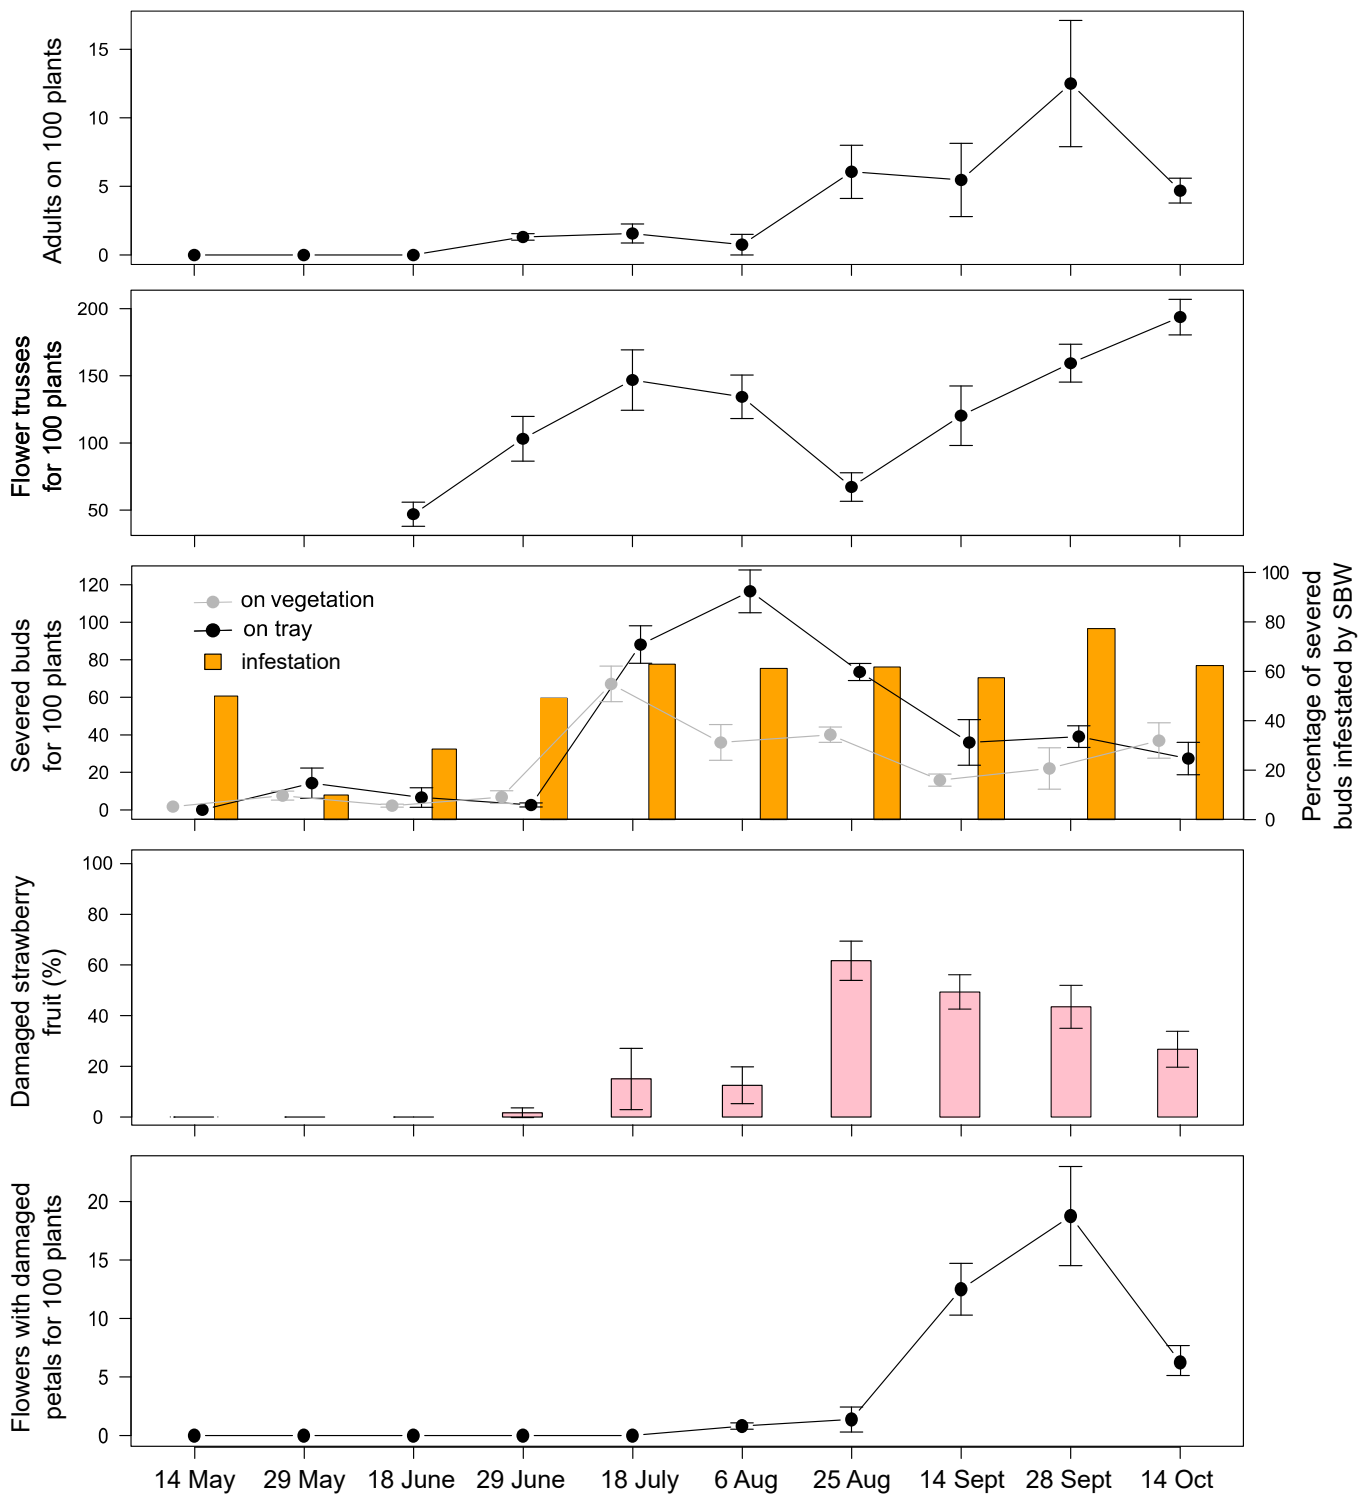 Adults on 100 plants
15
10
5
0
Flower trusses
for 100 plants
200
150
100
50
Severed buds
for 100 plants
120
100
80
60
40
20
0
on vegetation
on tray
infestation
100
80
60
40
20
0
Percentage of severed
buds infestated by SBW
Damaged strawberry
fruit (%)
100
80
60
40
20
0
Flowers with damaged
petals for 100 plants
20
15
10
5
0
14 May 29 May 18 June 29 June 18 July 6 Aug 25 Aug 14 Sept 28 Sept 14 Oct